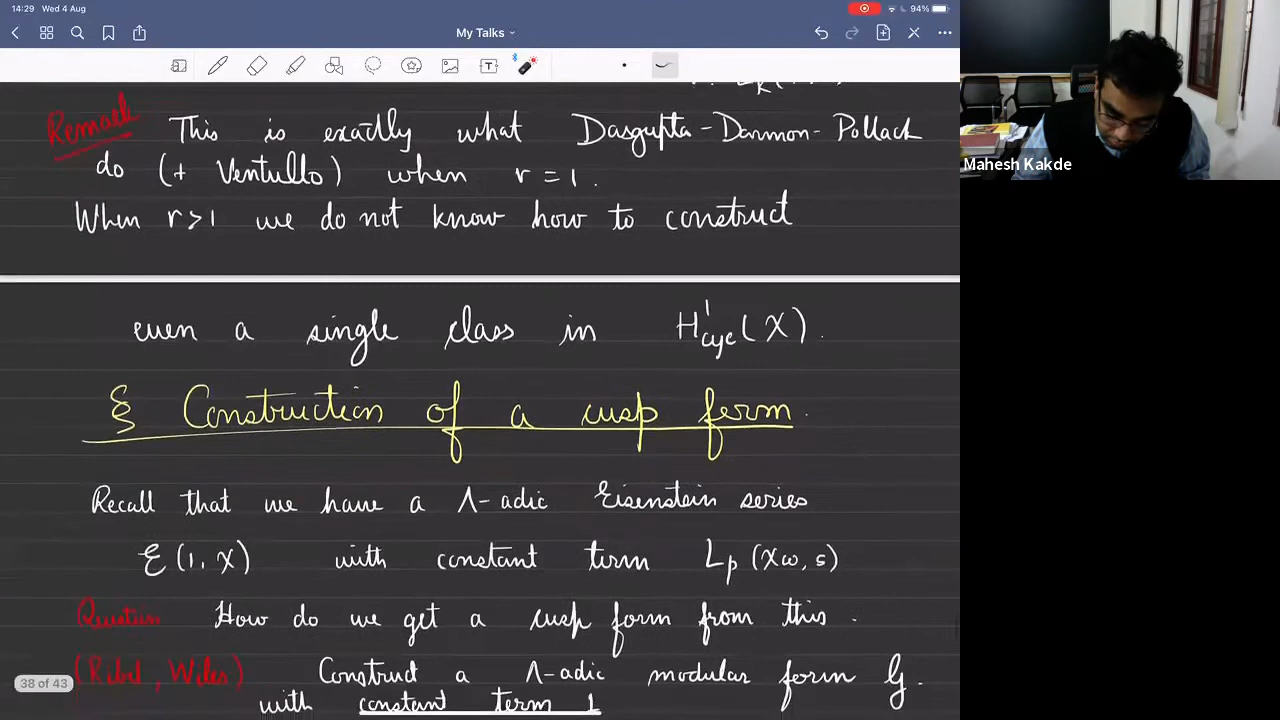 14:29 Wed 4 Aug
94%
My Talks
Remark This is exactly what Dasgupta-Darmon-Pollack
do (+ Ventullo) when r = 1.
When r > 1 we do not know how to construct
even a single class in H¹cyc(χ).
§ Construction of a cusp form.
Recall that we have a Λ-adic Eisenstein series
ℰ(1, χ) with constant term Lp(χω, s)
Question How do we get a cusp form from this.
(Ribet, Wiles) Construct a Λ-adic modular form G.
with constant term 1
38 of 43
Mahesh Kakde